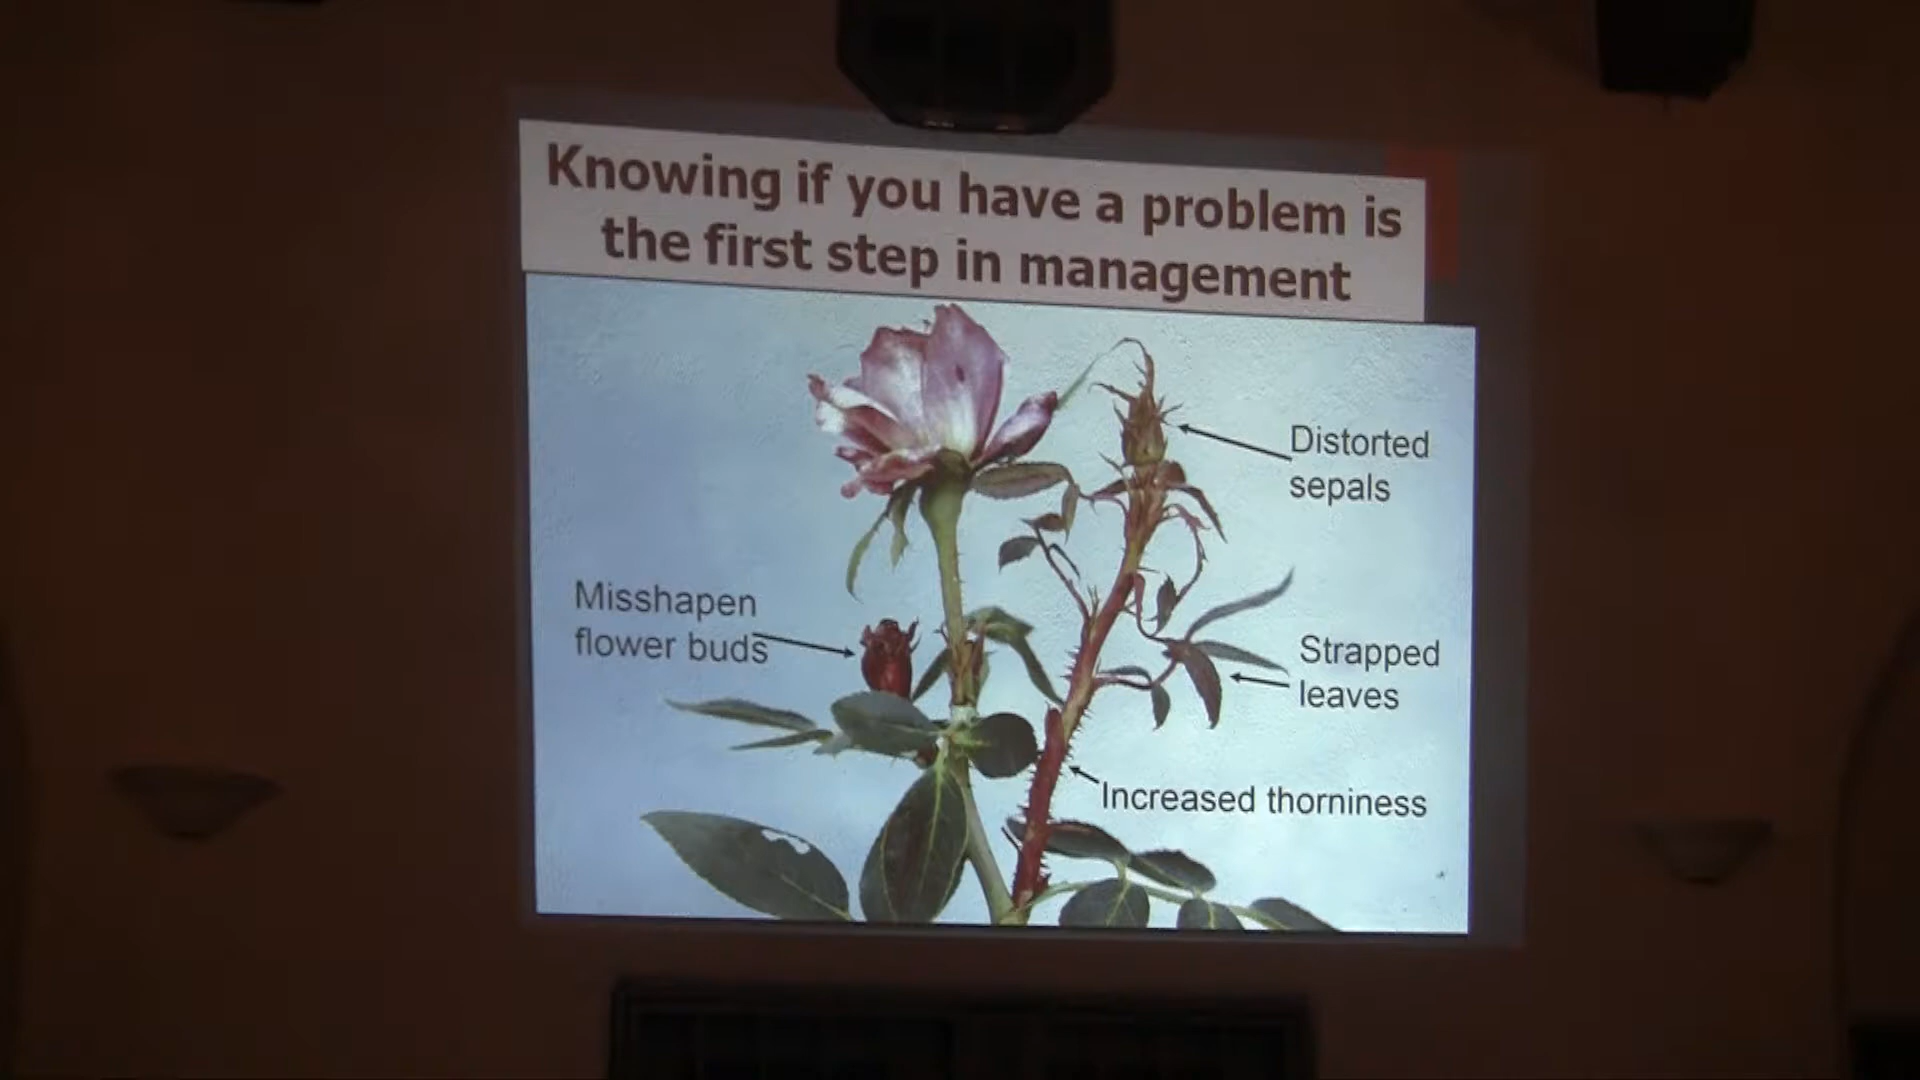 Knowing if you have a problem is
the first step in management
Distorted
sepals
Misshapen
flower buds
Strapped
leaves
Increased thorniness